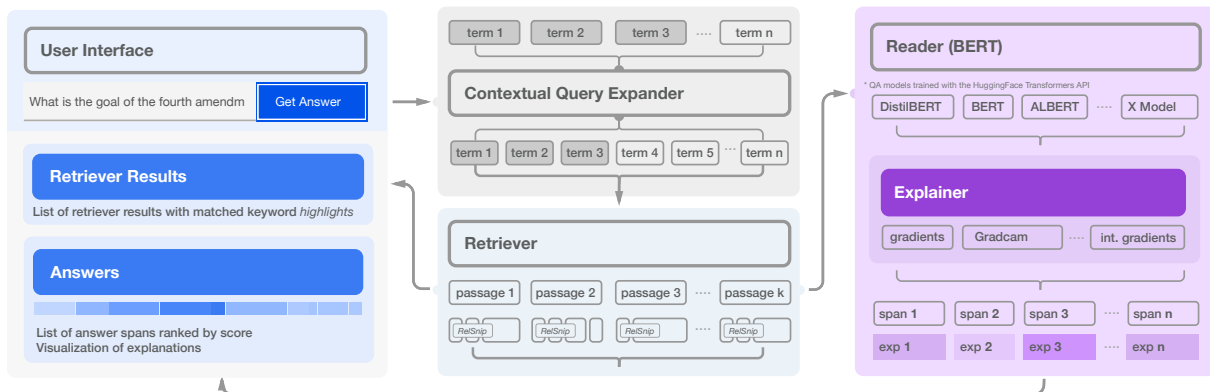 User Interface
What is the goal of the fourth amendm
Get Answer
Retriever Results
List of retriever results with matched keyword highlights
Answers
List of answer spans ranked by score
Visualization of explanations
term 1 term 2 term 3 .... term n
Contextual Query Expander
term 1 term 2 term 3 term 4 term 5 ... term n
Retriever
passage 1 passage 2 passage 3 .... passage k
RelSnip RelSnip RelSnip .... RelSnip
Reader (BERT)
* QA models trained with the HuggingFace Transformers API
DistilBERT BERT ALBERT .... X Model
Explainer
gradients Gradcam .... int. gradients
span 1 span 2 span 3 .... span n
exp 1 exp 2 exp 3 .... exp n